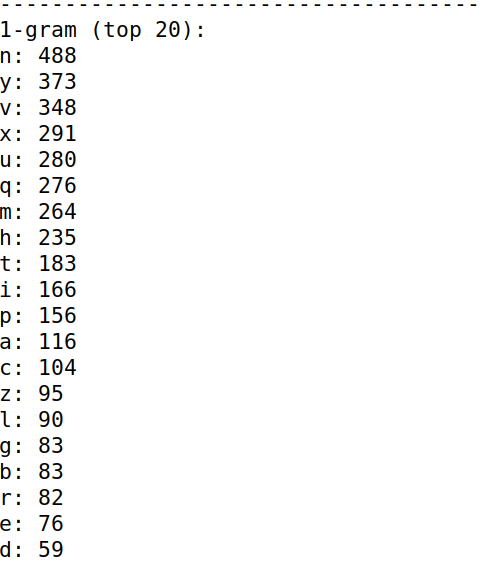 -------------------------------------
1-gram (top 20):
n: 488
y: 373
v: 348
x: 291
u: 280
q: 276
m: 264
h: 235
t: 183
i: 166
p: 156
a: 116
c: 104
z: 95
l: 90
g: 83
b: 83
r: 82
e: 76
d: 59